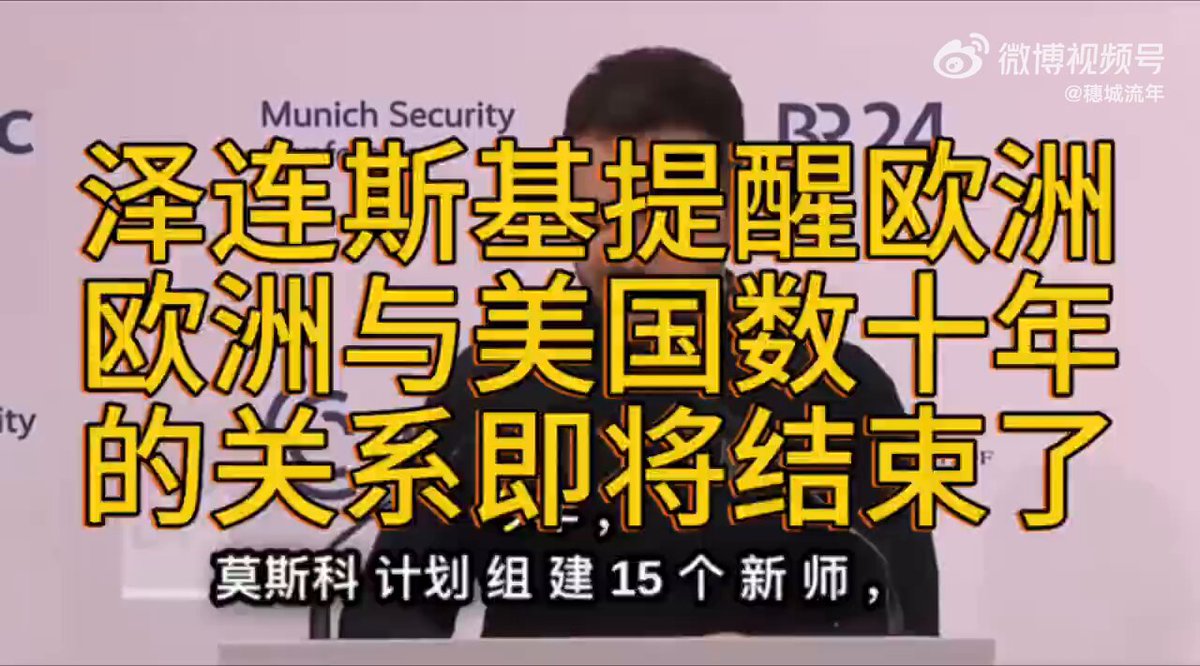 微博视频号
@穗城流年
Munich Security
BR24
泽连斯基提醒欧洲
欧洲与美国数十年
的关系即将结束了
莫斯科 计划 组 建 15 个 新 师，